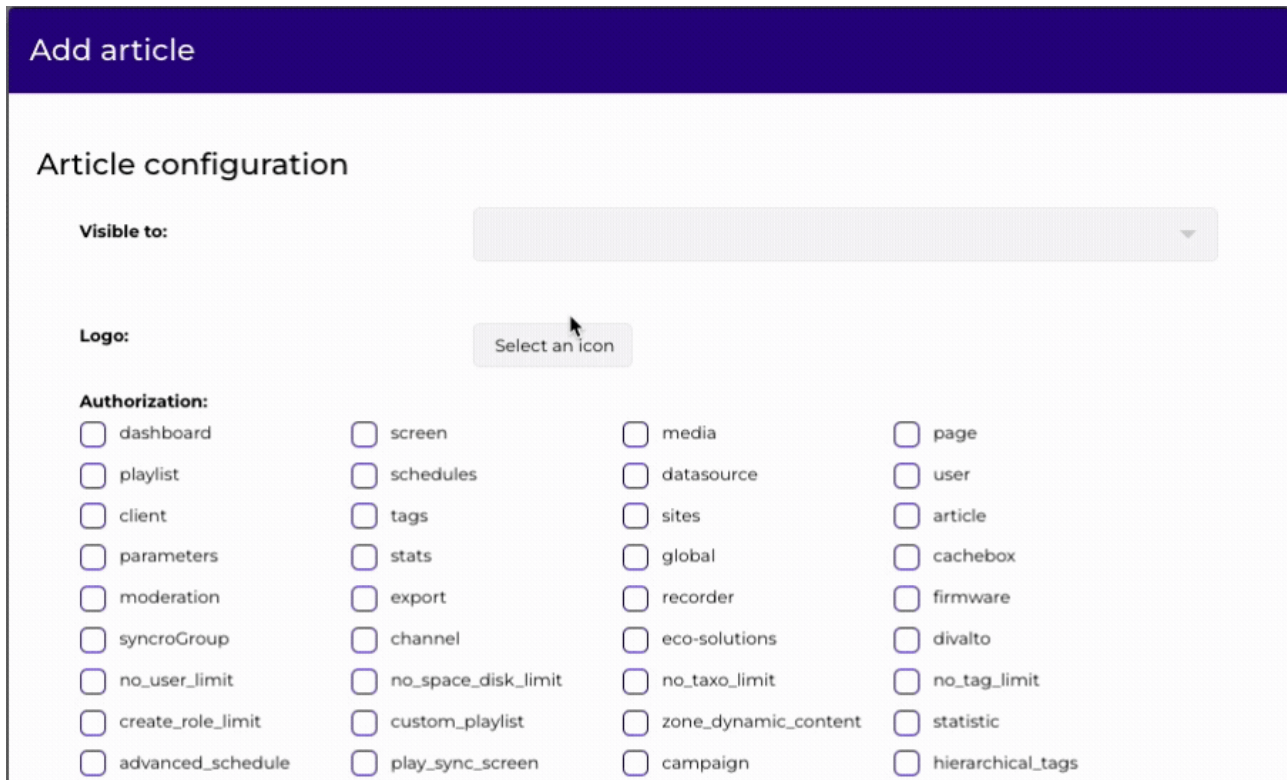 Add article
Article configuration
Visible to:
Logo:
Select an icon
Authorization:
dashboard screen media page
playlist schedules datasource user
client tags sites article
parameters stats global cachebox
moderation export recorder firmware
syncroGroup channel eco-solutions divalto
no_user_limit no_space_disk_limit no_taxo_limit no_tag_limit
create_role_limit custom_playlist zone_dynamic_content statistic
advanced_schedule play_sync_screen campaign hierarchical_tags